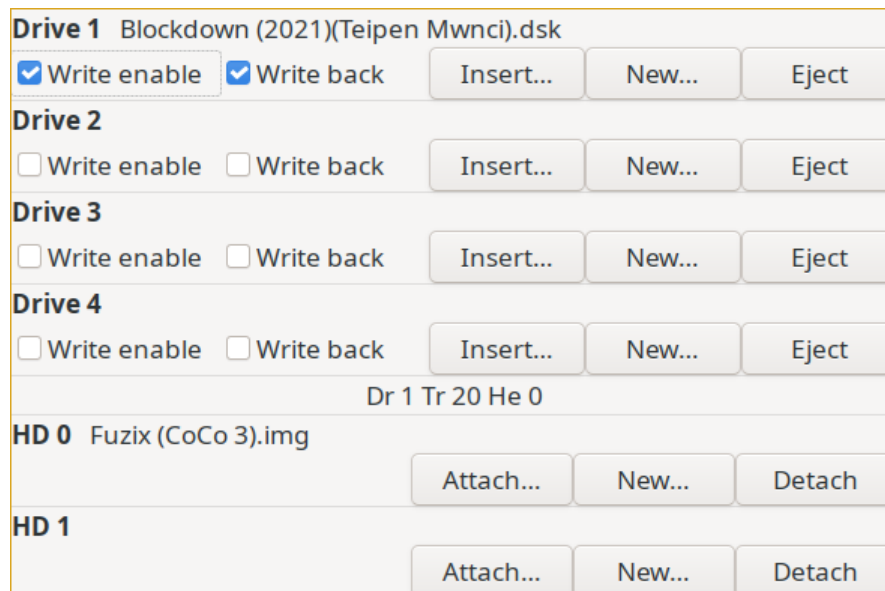 Drive 1 Blockdown (2021)(Teipen Mwnci).dsk
Write enable Write back Insert... New... Eject
Drive 2
Write enable Write back Insert... New... Eject
Drive 3
Write enable Write back Insert... New... Eject
Drive 4
Write enable Write back Insert... New... Eject
Dr 1 Tr 20 He 0
HD 0 Fuzix (CoCo 3).img
Attach... New... Detach
HD 1
Attach... New... Detach